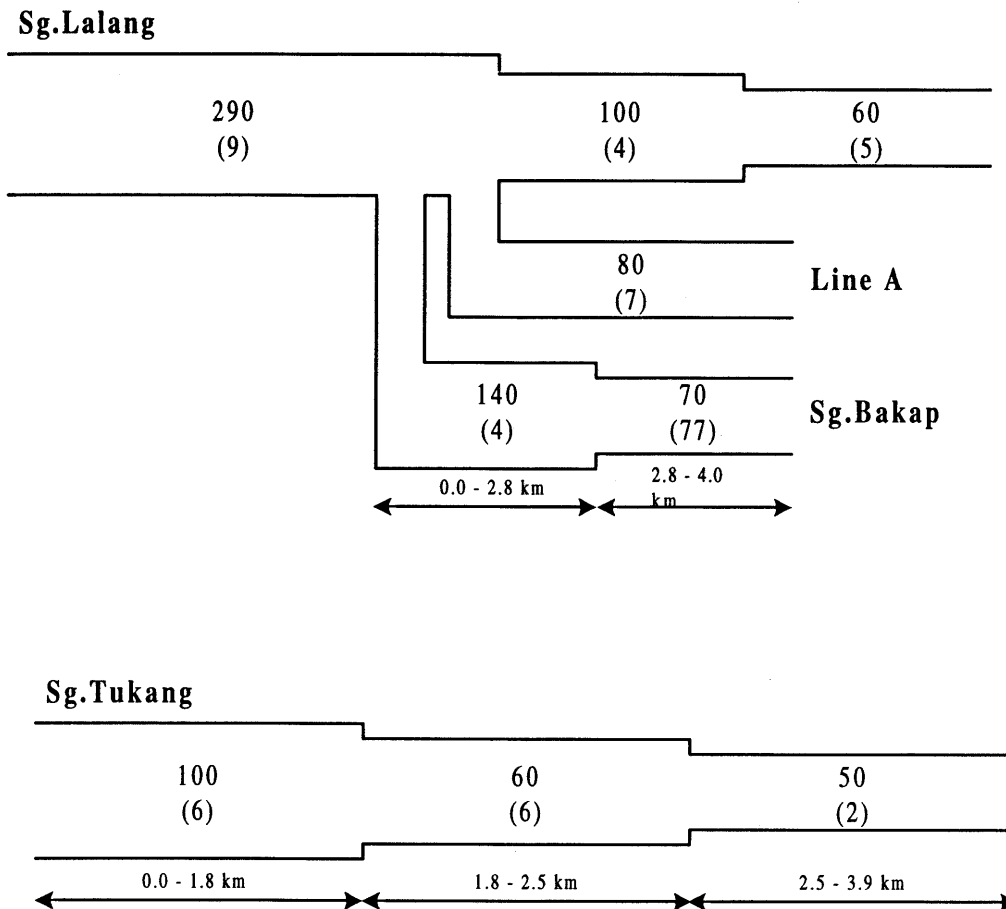 Sg.Lalang
290
(9)
100
(4)
60
(5)
80
(7)
Line A
140
(4)
70
(77)
Sg.Bakap
0.0 - 2.8 km
2.8 - 4.0
km
Sg.Tukang
100
(6)
60
(6)
50
(2)
0.0 - 1.8 km
1.8 - 2.5 km
2.5 - 3.9 km